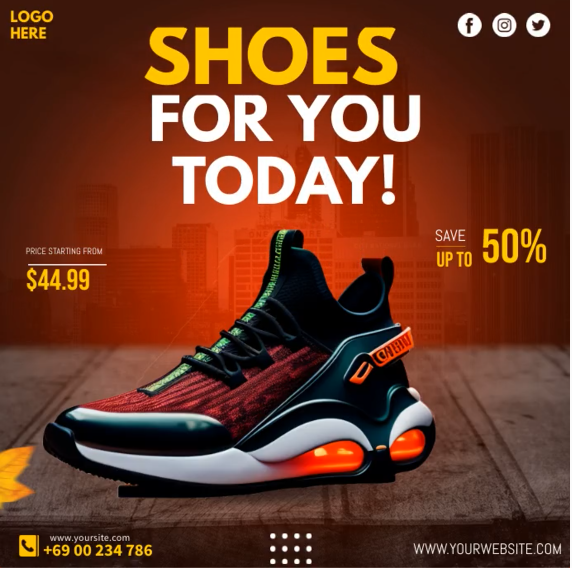 LOGO
HERE
SHOES
FOR YOU
TODAY!
PRICE STARTING FROM
$44.99
SAVE
UP TO
50%
www.yoursite.com
+69 00 234 786
WWW.YOURWEBSITE.COM